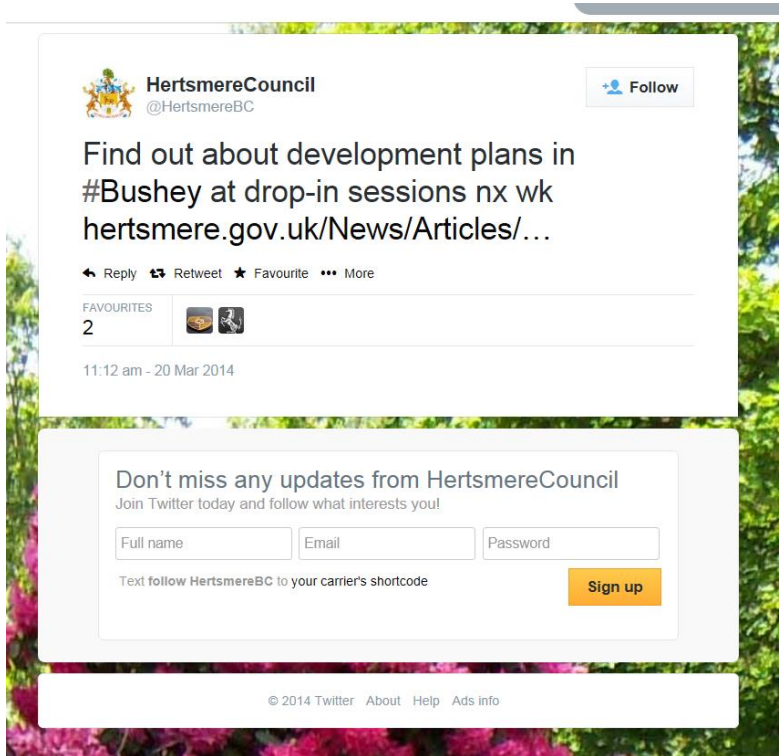 HertsmereCouncil
@HertsmereBC
Follow
Find out about development plans in
#Bushey at drop-in sessions nx wk
hertsmere.gov.uk/News/Articles/…
Reply Retweet Favourite ••• More
FAVOURITES
2
11:12 am - 20 Mar 2014
Don’t miss any updates from HertsmereCouncil
Join Twitter today and follow what interests you!
Full name Email Password
Text follow HertsmereBC to your carrier's shortcode
Sign up
© 2014 Twitter About Help Ads info